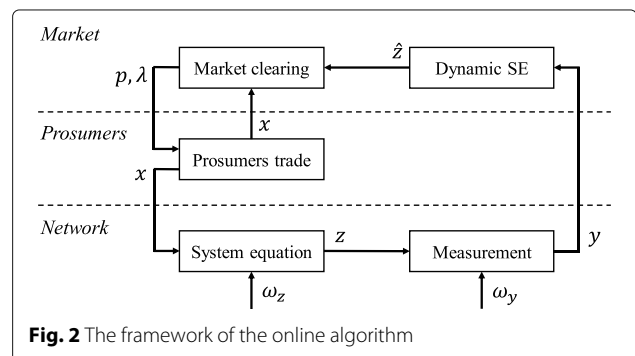 Market
ẑ
Market clearing
Dynamic SE
p, λ
x
Prosumers
Prosumers trade
x
Network
System equation
z
Measurement
y
ω_z
ω_y
Fig. 2 The framework of the online algorithm